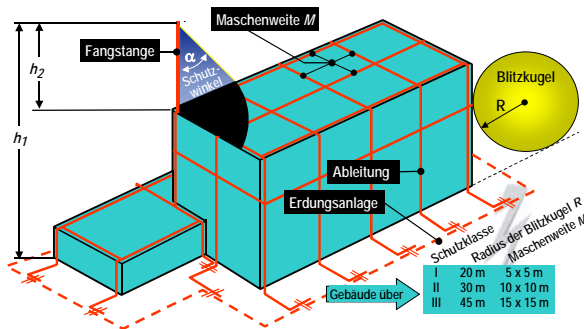 Maschenweite M
Fangstange
h2
α
Schutz-
winkel
h1
Blitzkugel
R
Ableitung
Erdungsanlage
Schutzklasse
Radius der Blitzkugel R
Maschenweite M
Gebäude über
I 20 m 5 x 5 m
II 30 m 10 x 10 m
III 45 m 15 x 15 m